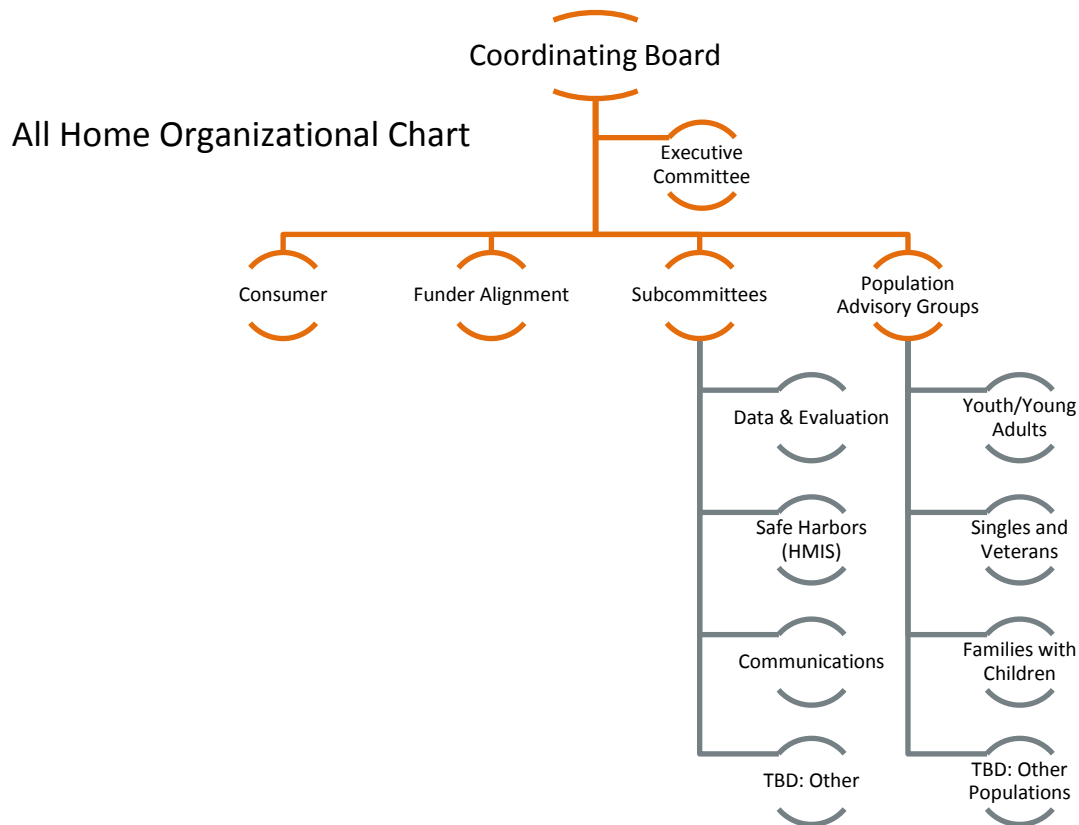 Coordinating Board
All Home Organizational Chart
Executive
Committee
Consumer
Funder Alignment
Subcommittees
Population
Advisory Groups
Data & Evaluation
Youth/Young
Adults
Safe Harbors
(HMIS)
Singles and
Veterans
Communications
Families with
Children
TBD: Other
TBD: Other
Populations